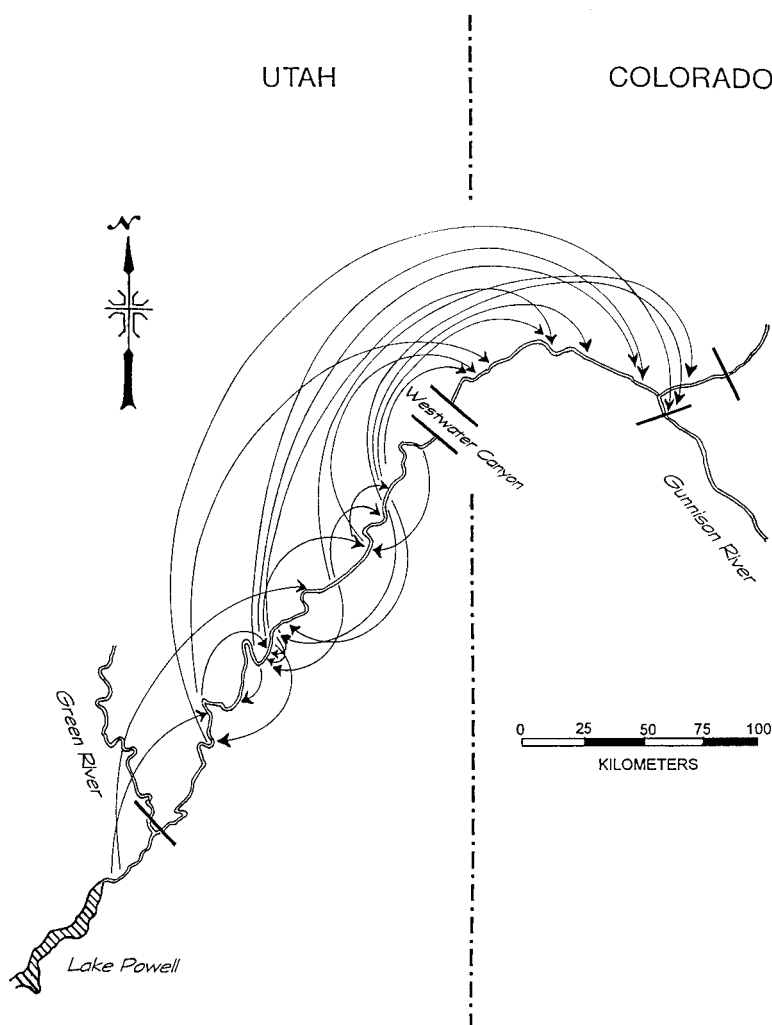 UTAH
COLORADO
N
Westwater Canyon
Gunnison River
Green River
0 25 50 75 100
KILOMETERS
Lake Powell